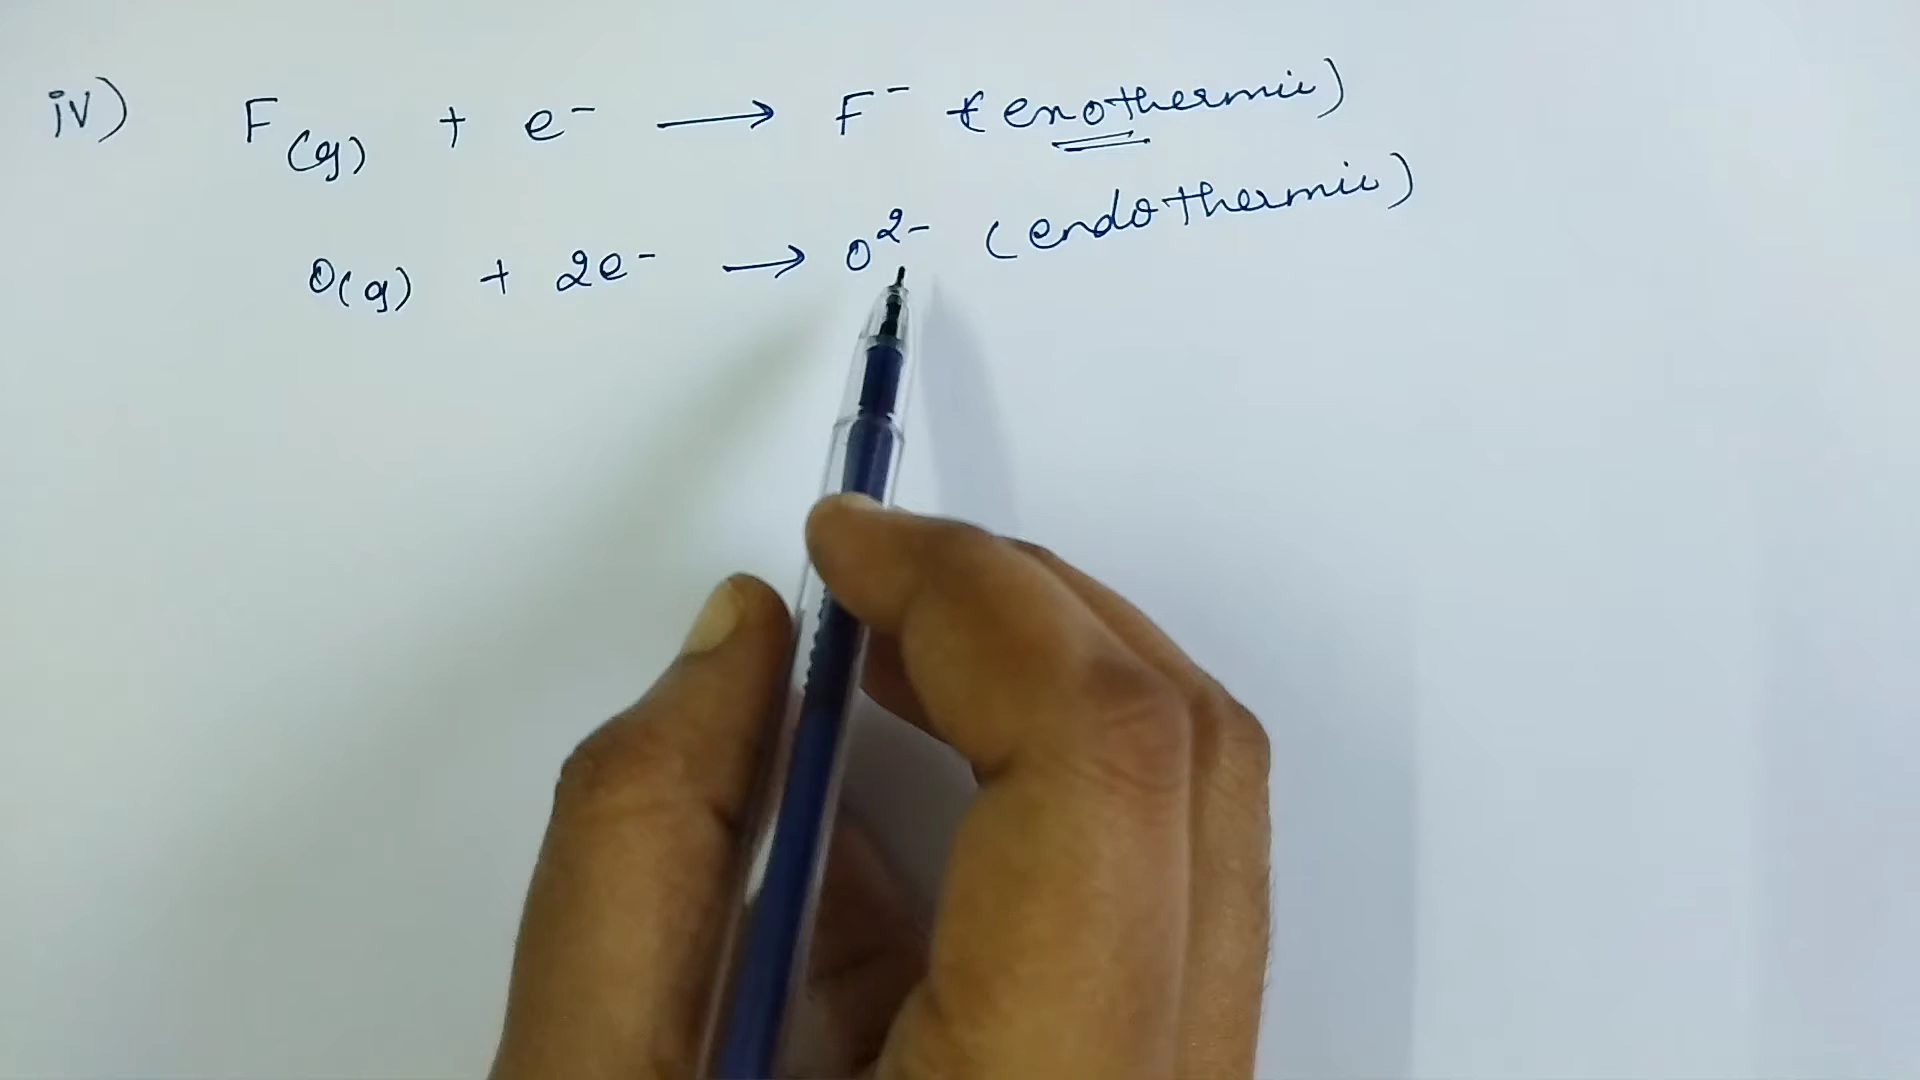 iv) F(g) + e⁻ ⟶ F⁻ (exothermic)
O(g) + 2e⁻ ⟶ O²⁻ (endothermic)